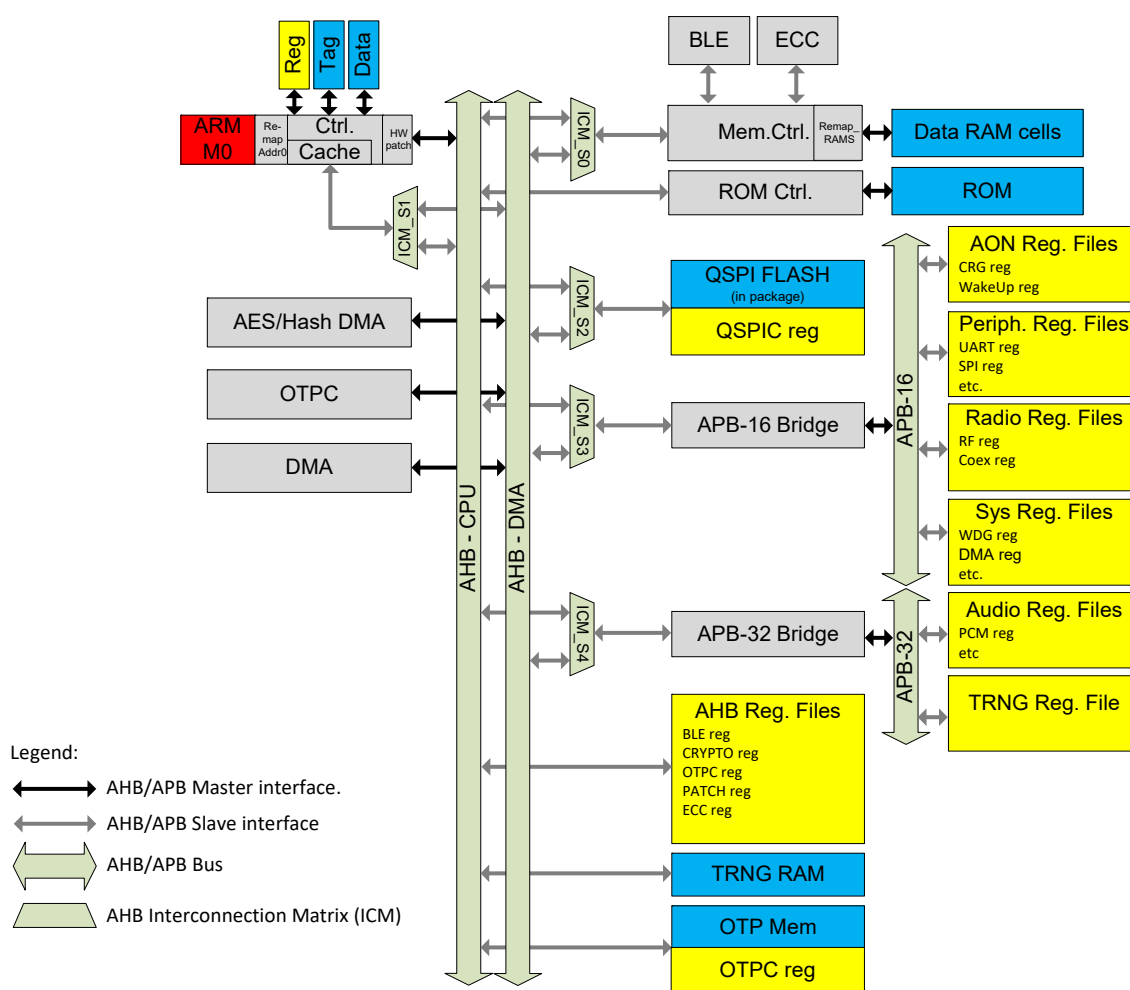 BLE
ECC
Reg
Tag
Data
ARM
M0
Re-
map
Addr0
Ctrl.
Cache
HW
patch
ICM_S0
Mem.Ctrl.
Remap_
RAMS
Data RAM cells
ROM Ctrl.
ROM
ICM_S1
AON Reg. Files
CRG reg
WakeUp reg
QSPI FLASH
(in package)
QSPIC reg
ICM_S2
AES/Hash DMA
Periph. Reg. Files
UART reg
SPI reg
etc.
OTPC
ICM_S3
APB-16 Bridge
APB-16
Radio Reg. Files
RF reg
Coex reg
DMA
AHB - CPU
AHB - DMA
Sys Reg. Files
WDG reg
DMA reg
etc.
ICM_S4
APB-32 Bridge
APB-32
Audio Reg. Files
PCM reg
etc
TRNG Reg. File
AHB Reg. Files
BLE reg
CRYPTO reg
OTPC reg
PATCH reg
ECC reg
TRNG RAM
OTP Mem
OTPC reg
Legend:
AHB/APB Master interface.
AHB/APB Slave interface
AHB/APB Bus
AHB Interconnection Matrix (ICM)